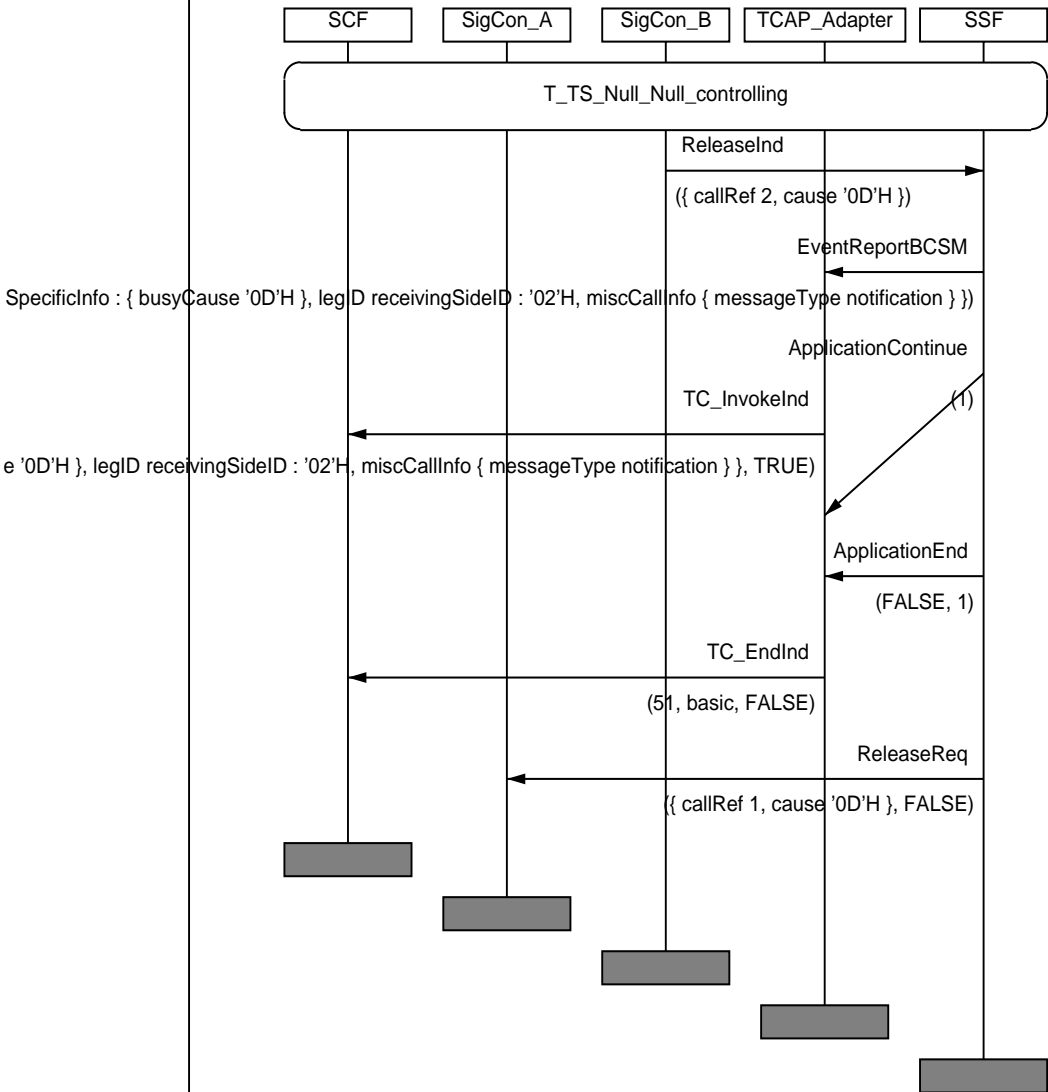 SCF SigCon_A SigCon_B TCAP_Adapter SSF
T_TS_Null_Null_controlling
ReleaseInd
({ callRef 2, cause '0D'H })
EventReportBCSM
SpecificInfo : { busyCause '0D'H }, legID receivingSideID : '02'H, miscCallInfo { messageType notification } })
ApplicationContinue
TC_InvokeInd
(1)
e '0D'H }, legID receivingSideID : '02'H, miscCallInfo { messageType notification } }, TRUE)
ApplicationEnd
(FALSE, 1)
TC_EndInd
(51, basic, FALSE)
ReleaseReq
({ callRef 1, cause '0D'H }, FALSE)